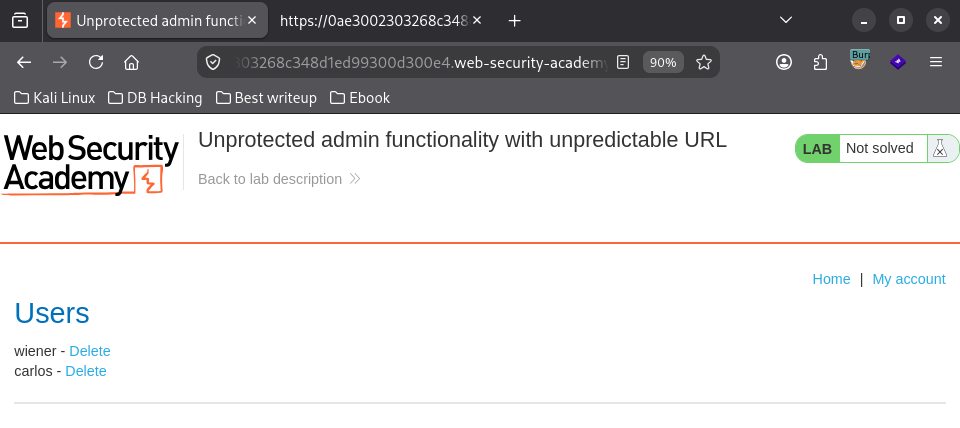 Unprotected admin functi
https://0ae3002303268c348
303268c348d1ed99300d300e4.web-security-academy
90%
Kali Linux
DB Hacking
Best writeup
Ebook
Web Security
Academy
Unprotected admin functionality with unpredictable URL
Back to lab description
LAB
Not solved
Home | My account
Users
wiener - Delete
carlos - Delete